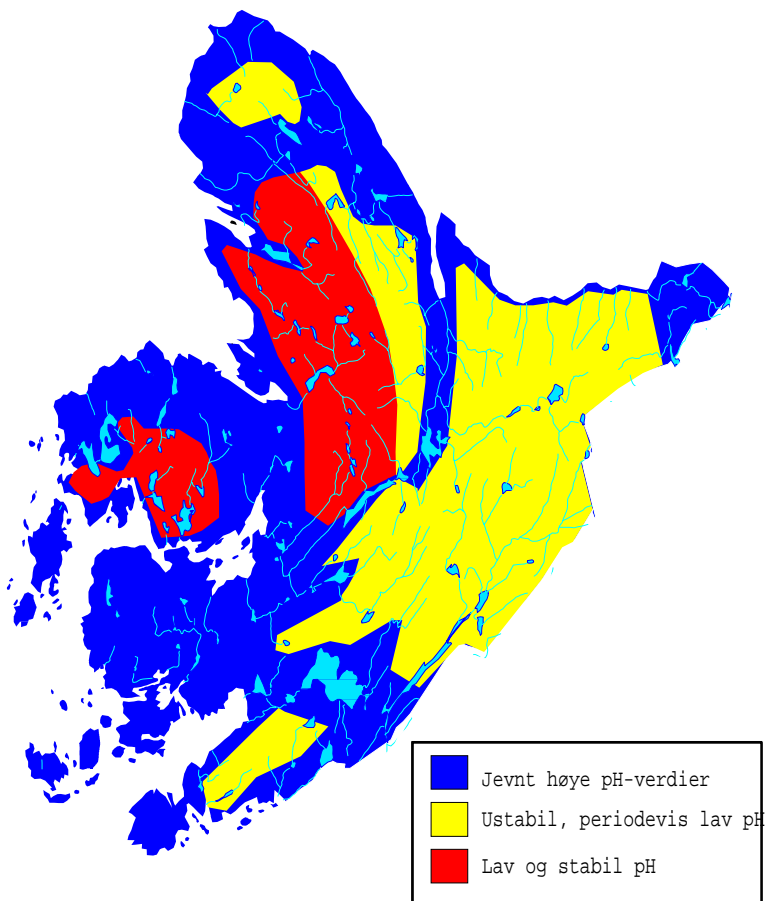 Jevnt høye pH-verdier
Ustabil, periodevis lav pH
Lav og stabil pH